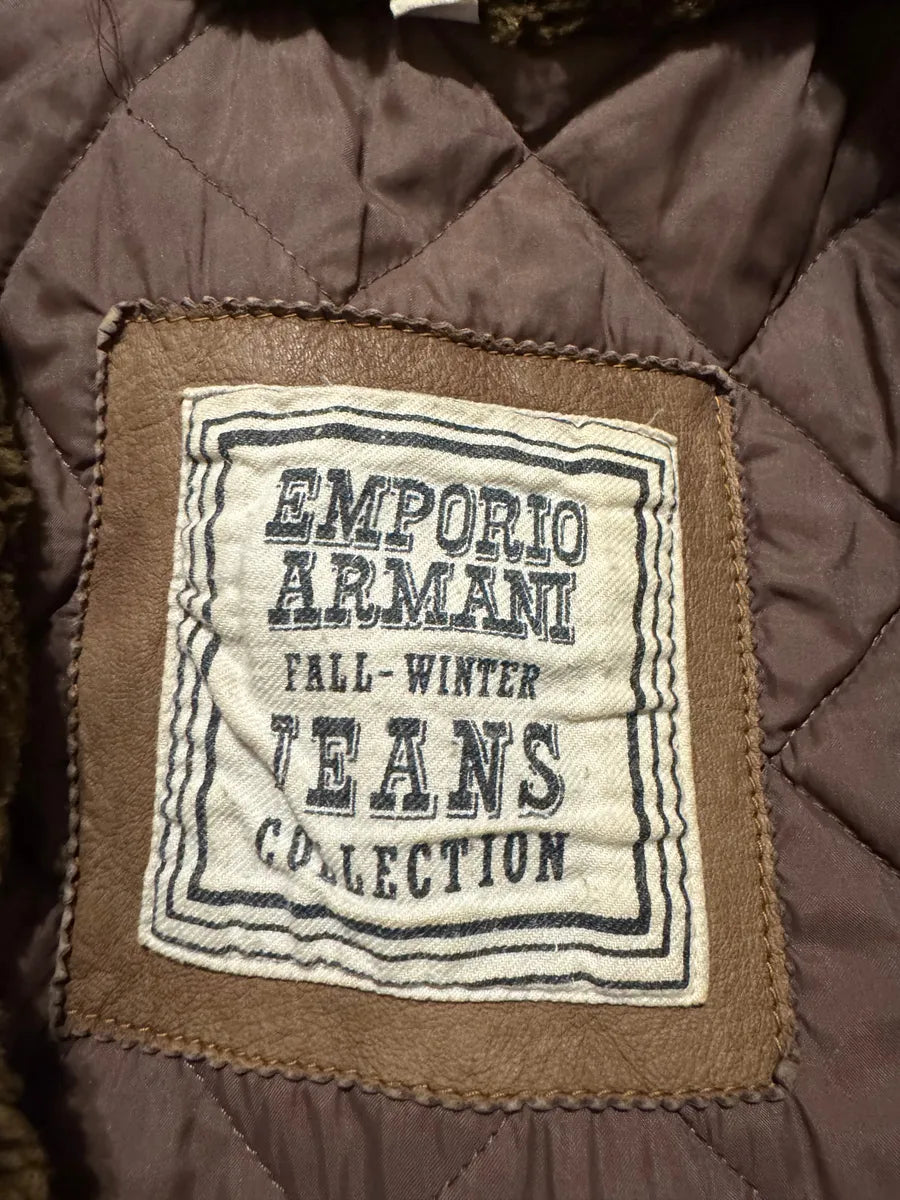 EMPORIO
ARMANI
FALL-WINTER
JEANS
COLLECTION